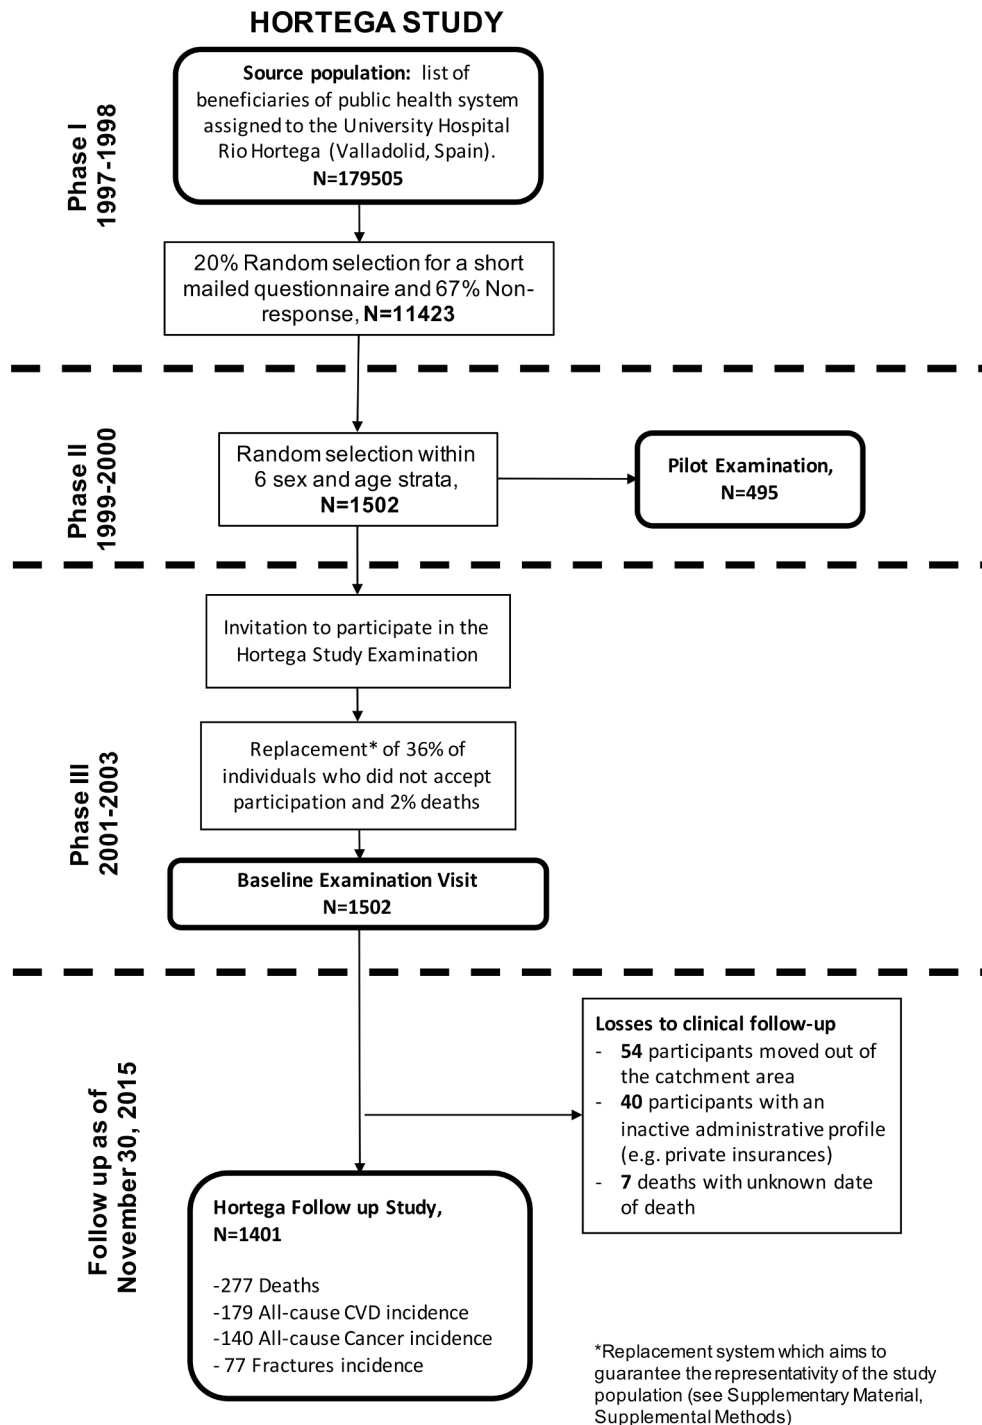 HORTEGA STUDY
Phase I
1997-1998
Source population: list of
beneficiaries of public health system
assigned to the University Hospital
Rio Hortega (Valladolid, Spain).
N=179505
20% Random selection for a short
mailed questionnaire and 67% Non-
response, N=11423
Phase II
1999-2000
Random selection within
6 sex and age strata,
N=1502
Pilot Examination,
N=495
Phase III
2001-2003
Invitation to participate in the
Hortega Study Examination
Replacement* of 36% of
individuals who did not accept
participation and 2% deaths
Baseline Examination Visit
N=1502
Follow up as of
November 30, 2015
Losses to clinical follow-up
- 54 participants moved out of
the catchment area
- 40 participants with an
inactive administrative profile
(e.g. private insurances)
- 7 deaths with unknown date
of death
Hortega Follow up Study,
N=1401
-277 Deaths
-179 All-cause CVD incidence
-140 All-cause Cancer incidence
- 77 Fractures incidence
*Replacement system which aims to
guarantee the representativity of the study
population (see Supplementary Material,
Supplemental Methods)